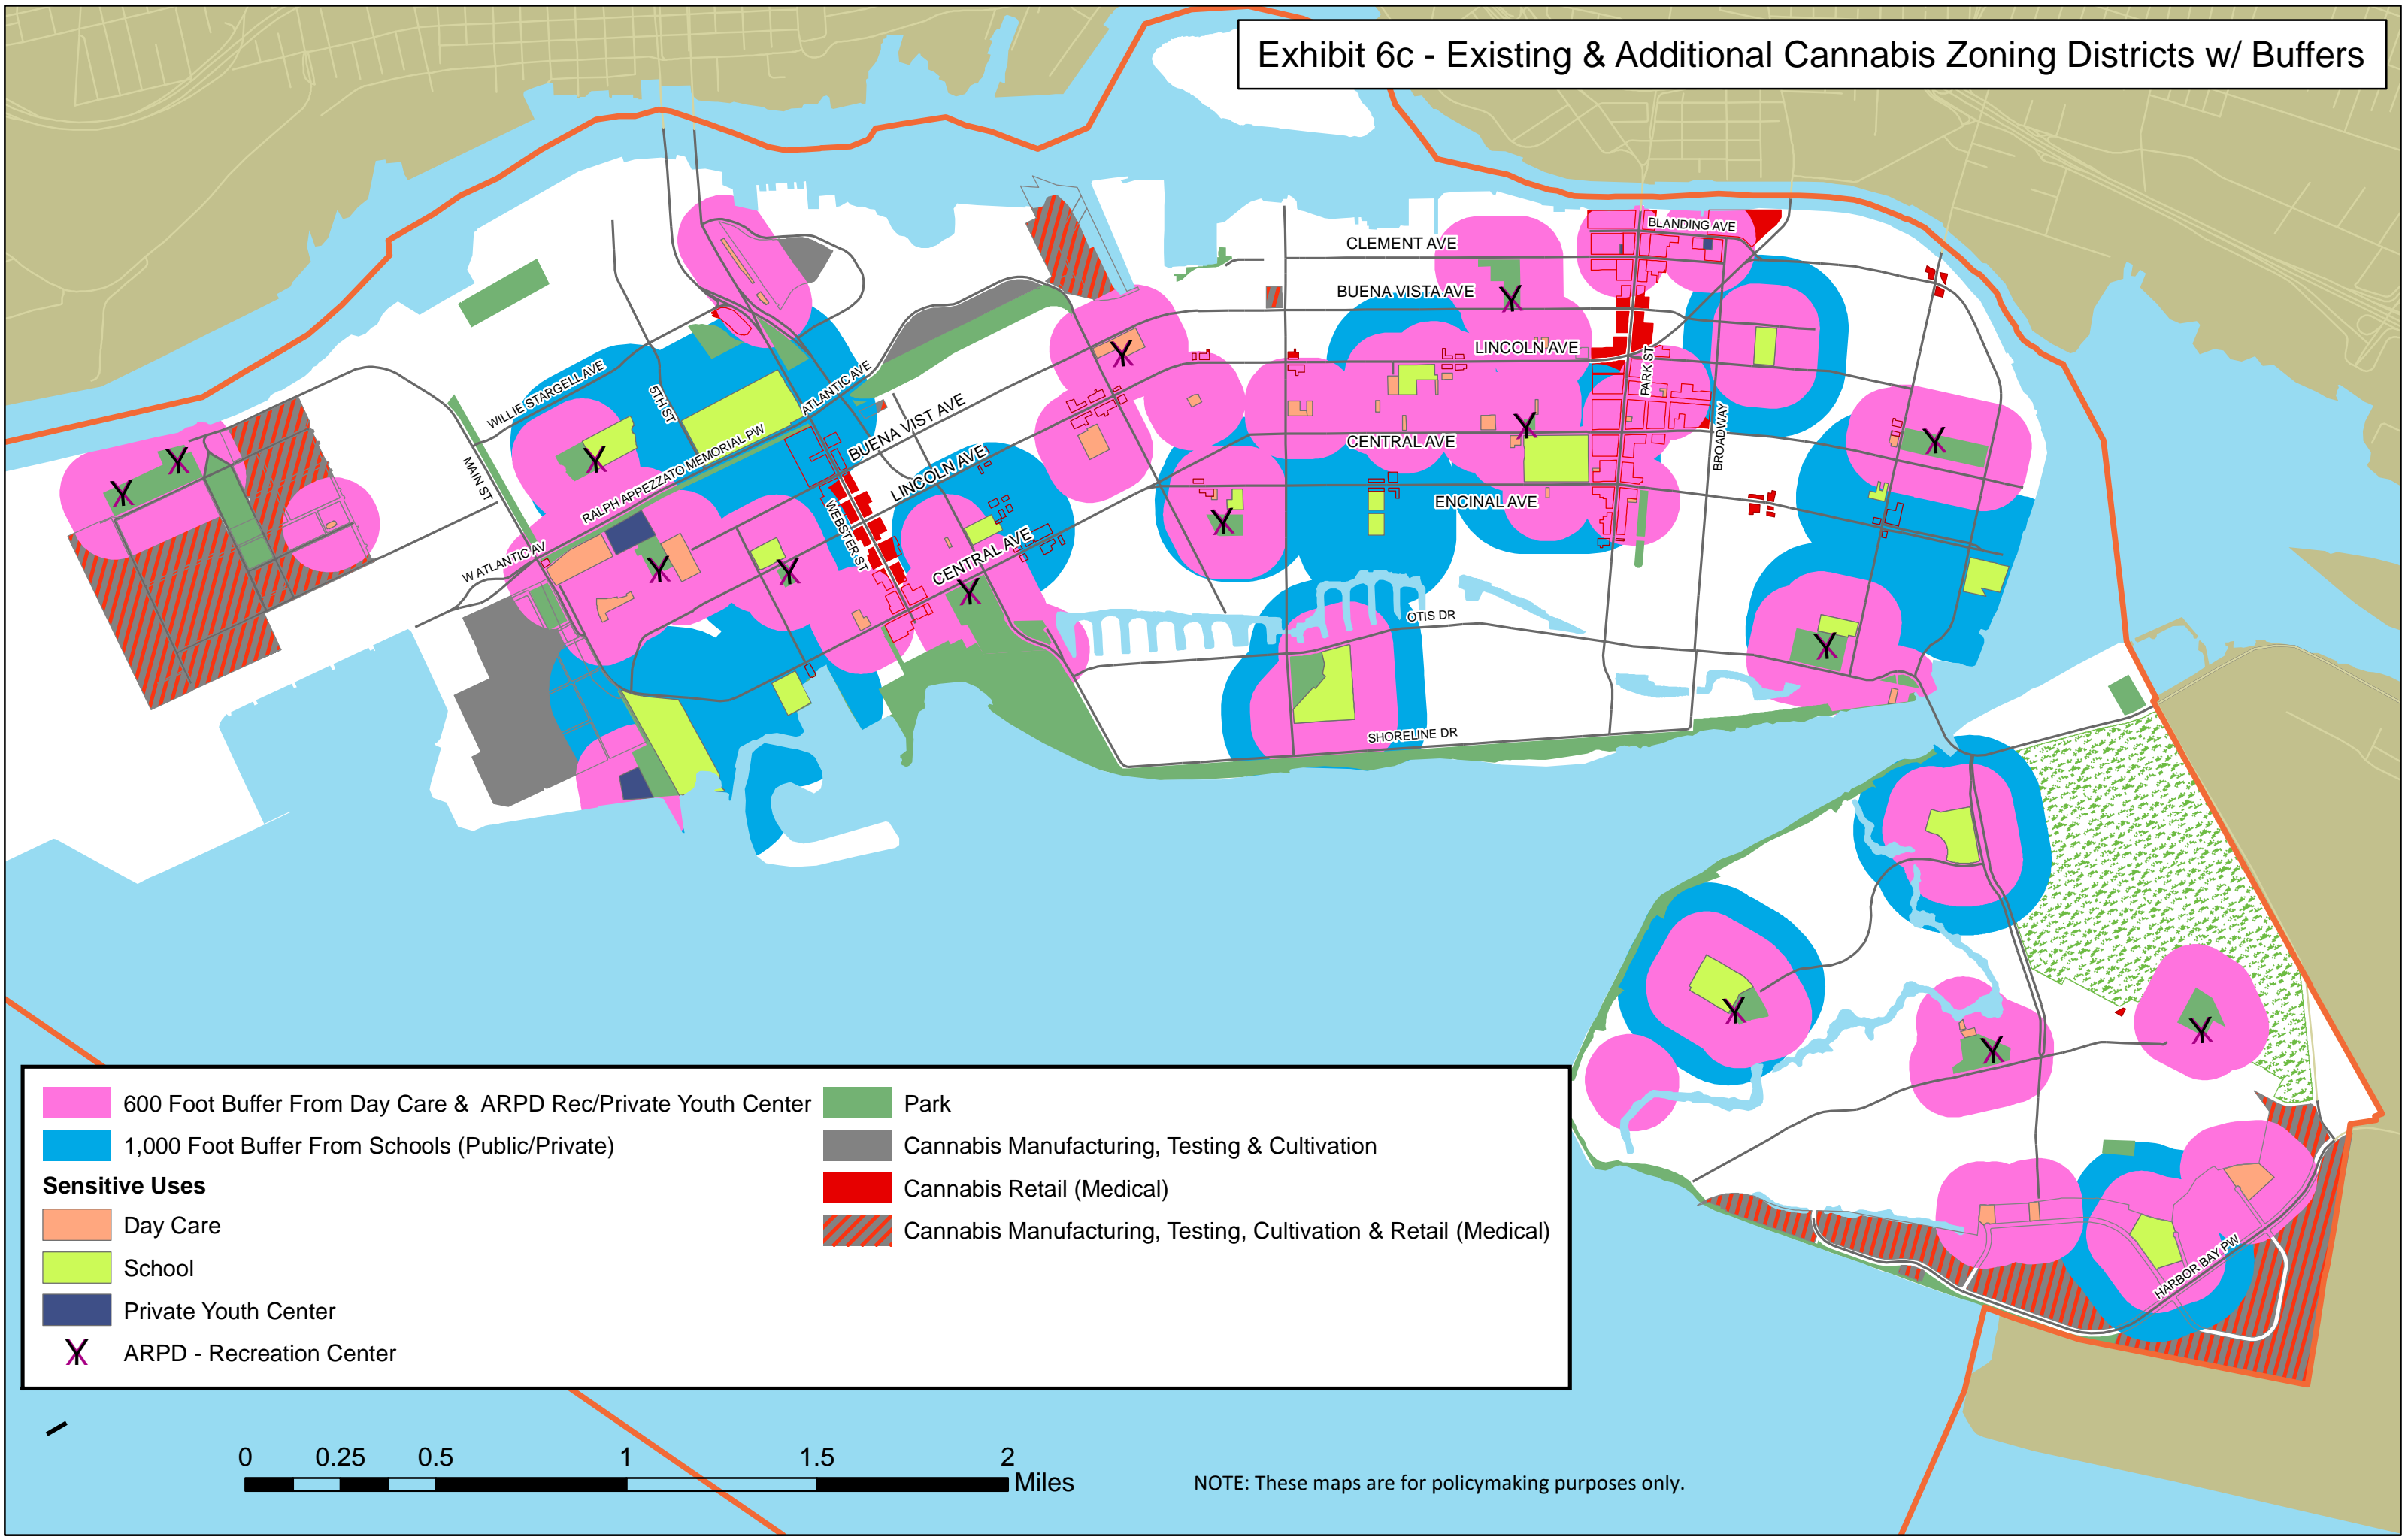 Exhibit 6c - Existing & Additional Cannabis Zoning Districts w/ Buffers
BLANDING AVE
CLEMENT AVE
BUENA VISTA AVE
LINCOLN AVE
PARK ST
WILLIE STARGELL AVE
5TH ST
ATLANTIC AVE
BUENA VIST AVE
BROADWAY
CENTRAL AVE
RALPH APPEZZATO MEMORIAL PW
MAIN ST
LINCOLN AVE
ENCINAL AVE
WEBSTER ST
W ATLANTIC AV
CENTRAL AVE
OTIS DR
SHORELINE DR
HARBOR BAY PW
600 Foot Buffer From Day Care & ARPD Rec/Private Youth Center
1,000 Foot Buffer From Schools (Public/Private)
Sensitive Uses
Day Care
School
Private Youth Center
ARPD - Recreation Center
Park
Cannabis Manufacturing, Testing & Cultivation
Cannabis Retail (Medical)
Cannabis Manufacturing, Testing, Cultivation & Retail (Medical)
0 0.25 0.5 1 1.5 2
Miles
NOTE: These maps are for policymaking purposes only.